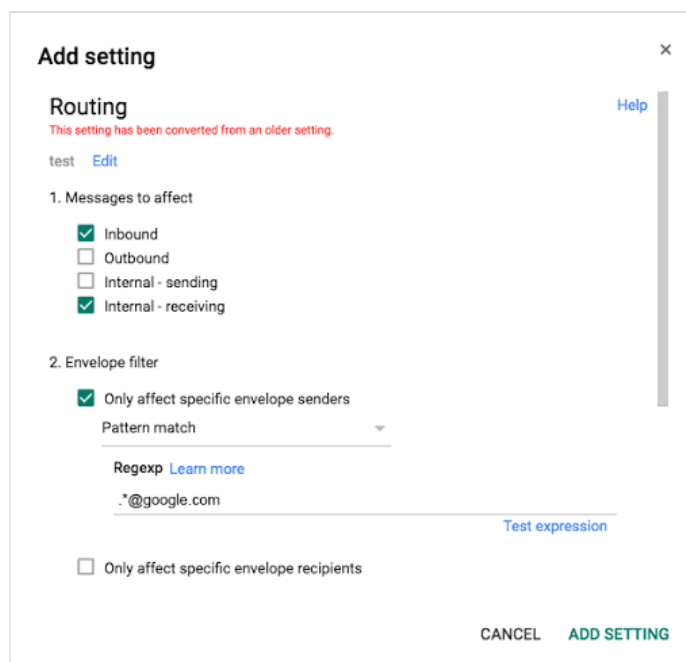 Add setting
×
Routing
Help
This setting has been converted from an older setting.
test Edit
1. Messages to affect
Inbound
Outbound
Internal - sending
Internal - receiving
2. Envelope filter
Only affect specific envelope senders
Pattern match
Regexp Learn more
.*@google.com
Test expression
Only affect specific envelope recipients
CANCEL ADD SETTING